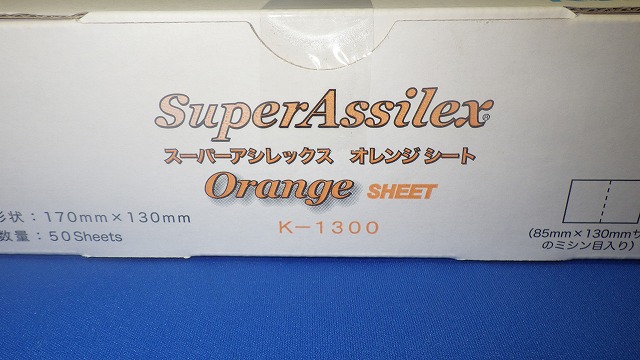 SuperAssilex®
スーパーアシレックス オレンジ シート
Orange SHEET
K-1300
形状：170mm×130mm
数量：50Sheets
(85mm×130mmサ
のミシン目入り)